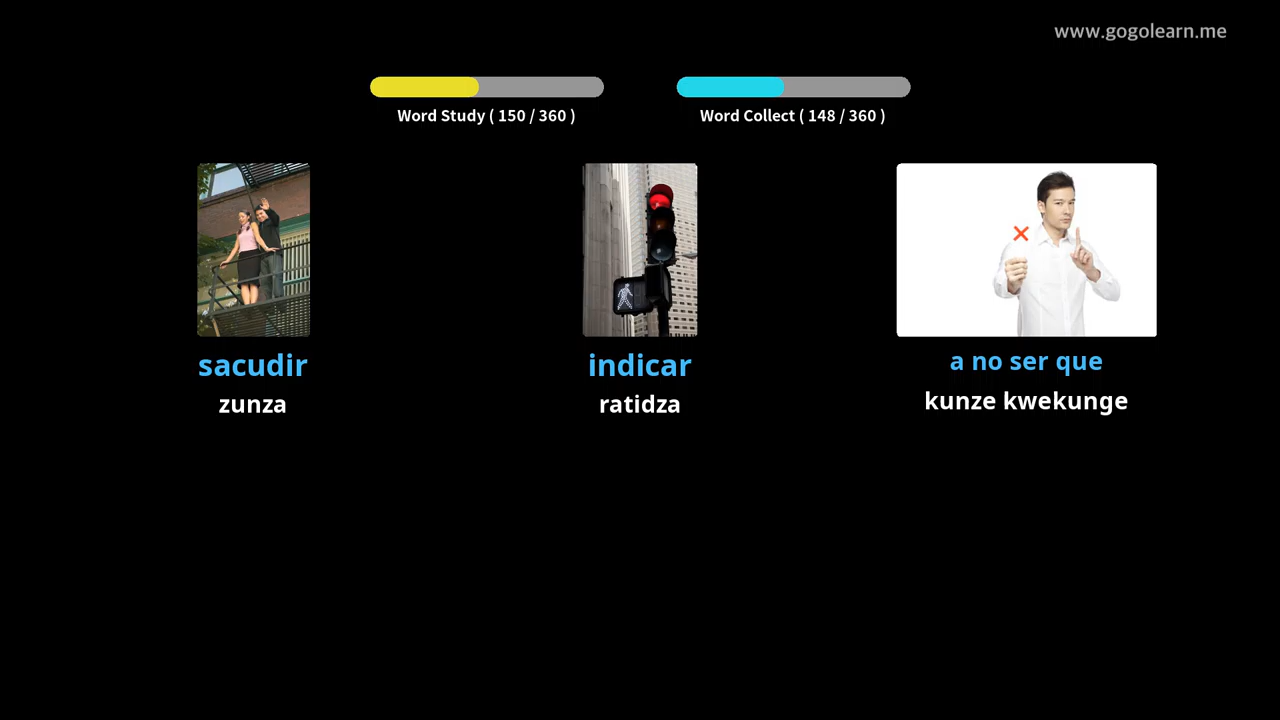 www.gogolearn.me
Word Study ( 150 / 360 )
Word Collect ( 148 / 360 )
sacudir
zunza
indicar
ratidza
a no ser que
kunze kwekunge